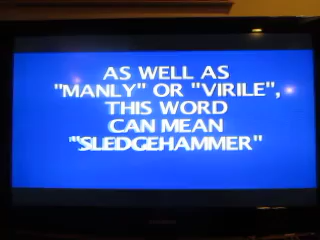 AS WELL AS
"MANLY" OR "VIRILE",
THIS WORD
CAN MEAN
"SLEDGEHAMMER"